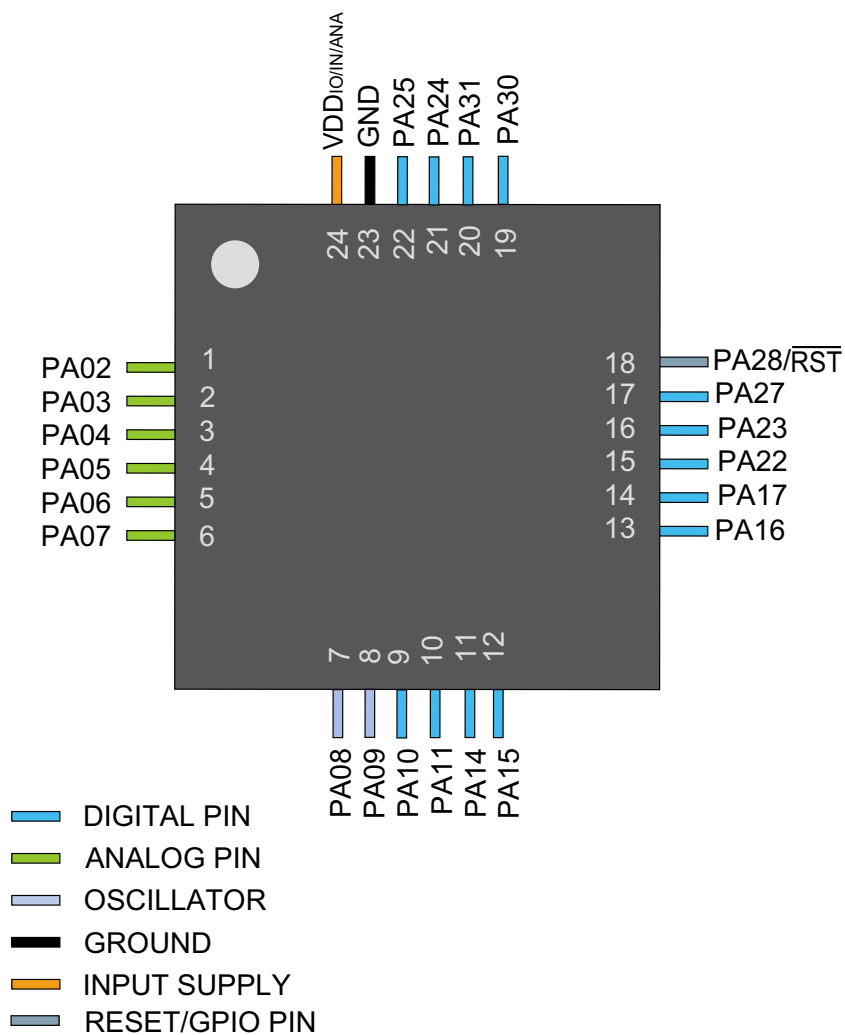 VDDIO/IN/ANA
GND
PA25
PA24
PA31
PA30
24
23
22
21
20
19
PA02 1
PA03 2
PA04 3
PA05 4
PA06 5
PA07 6
18 PA28/R̅S̅T̅
17 PA27
16 PA23
15 PA22
14 PA17
13 PA16
7
8
9
10
11
12
PA08
PA09
PA10
PA11
PA14
PA15
DIGITAL PIN
ANALOG PIN
OSCILLATOR
GROUND
INPUT SUPPLY
RESET/GPIO PIN